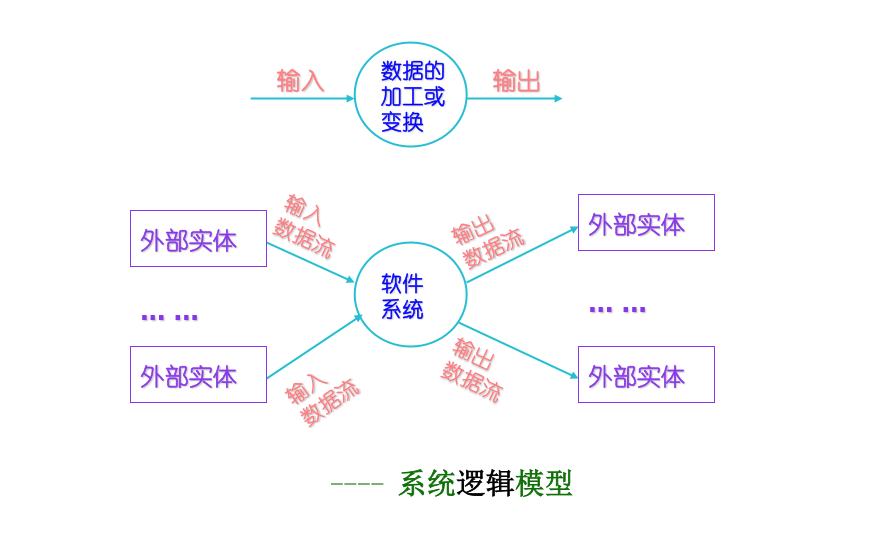 输入
数据的
加工或
变换
输出
外部实体
输入
数据流
软件
系统
输出
数据流
外部实体
... ...
... ...
外部实体
输入
数据流
输出
数据流
外部实体
---- 系统逻辑模型